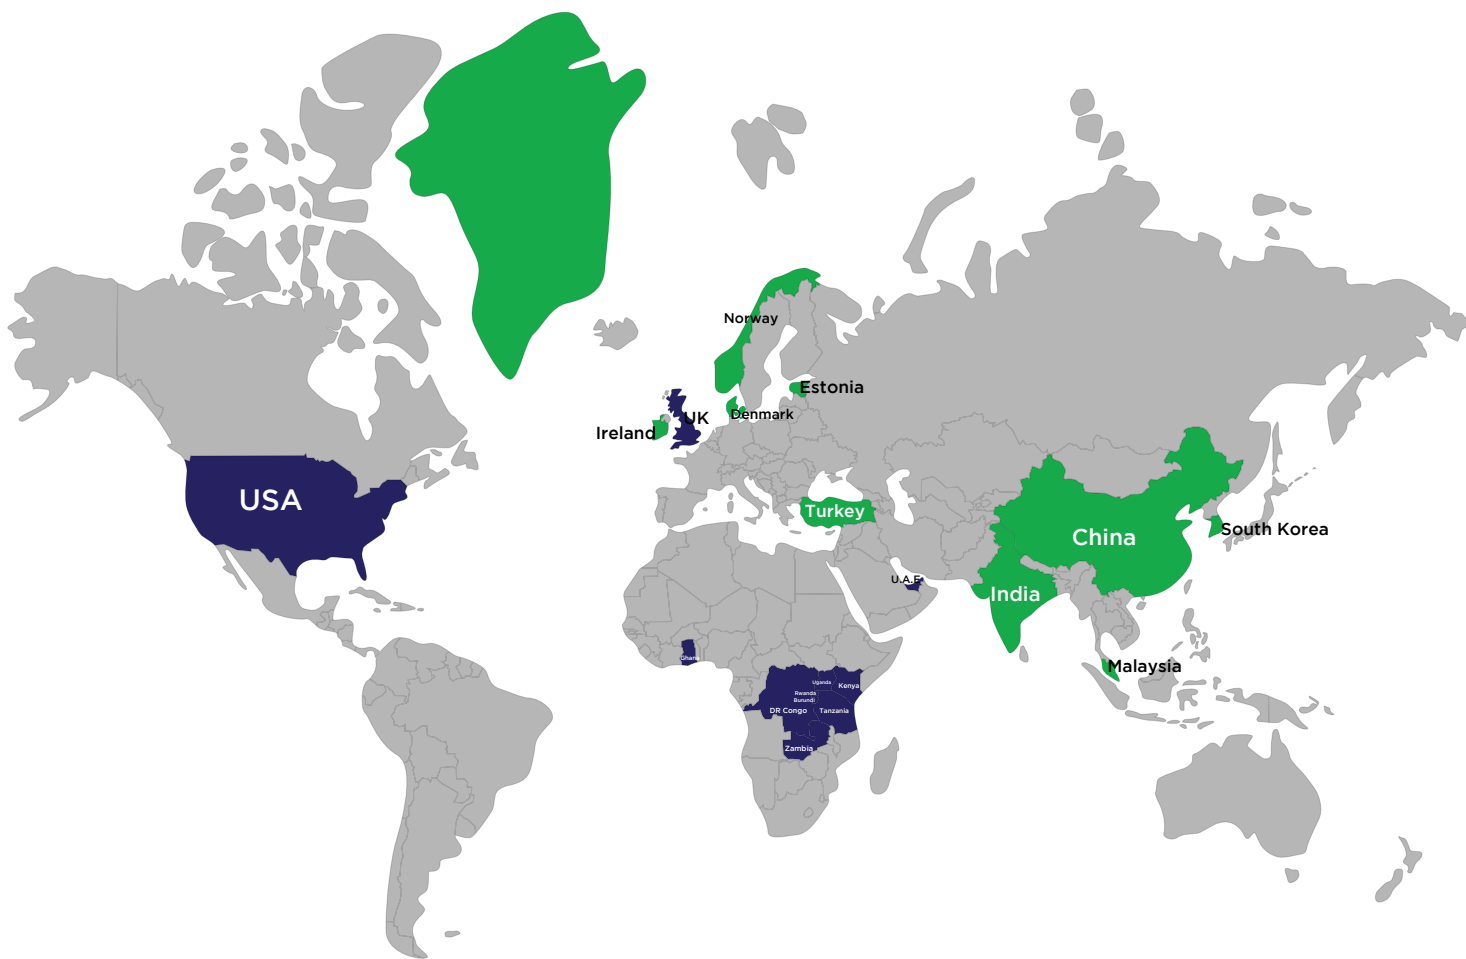 Norway
Estonia
UK
Denmark
Ireland
USA
Turkey
South Korea
China
U.A.E.
India
Ghana
Malaysia
Uganda
Kenya
Rwanda
Burundi
DR Congo
Tanzania
Zambia